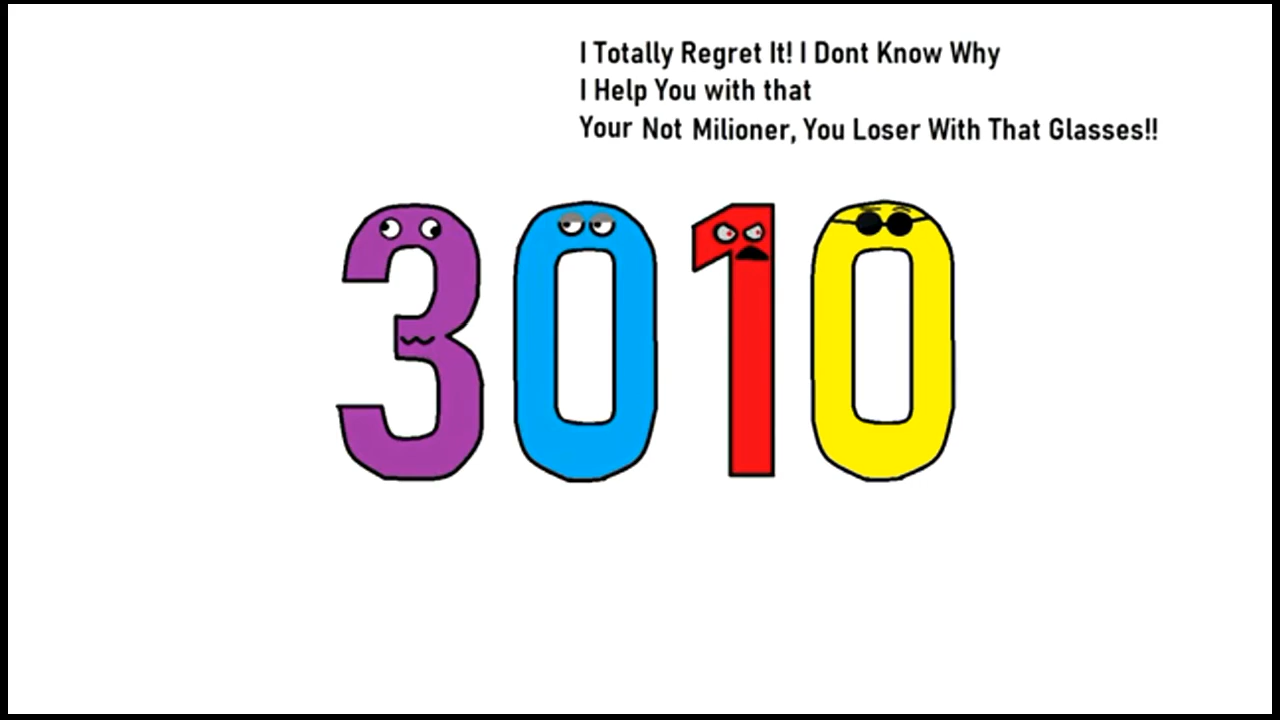 I Totally Regret It! I Dont Know Why
I Help You with that
Your Not Milioner, You Loser With That Glasses!!
3010